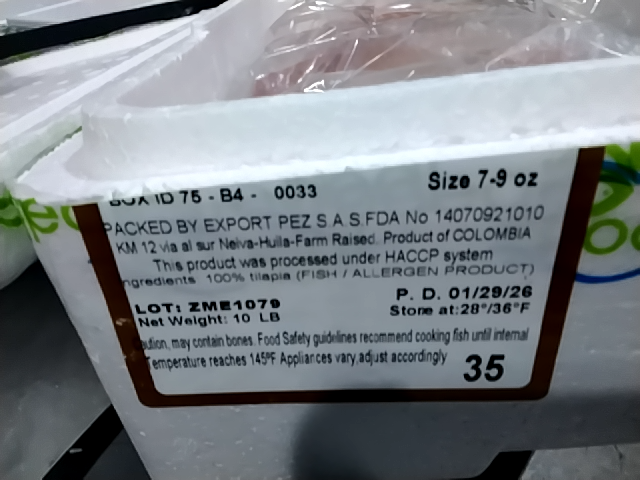 BOX ID 75 - B4 - 0033
Size 7-9 oz
PACKED BY EXPORT PEZ S.A.S.FDA No 14070921010
KM 12 via al sur Neiva-Huila-Farm Raised. Product of COLOMBIA
This product was processed under HACCP system
ngredients 100% tilapia (FISH / ALLERGEN PRODUCT)
LOT: ZME1079
P. D. 01/29/26
Net Weight: 10 LB
Store at:28°/36°F
aution, may contain bones. Food Safety guidelines recommend cooking fish until internal
Temperature reaches 145ºF Appliances vary,adjust accordingly
35